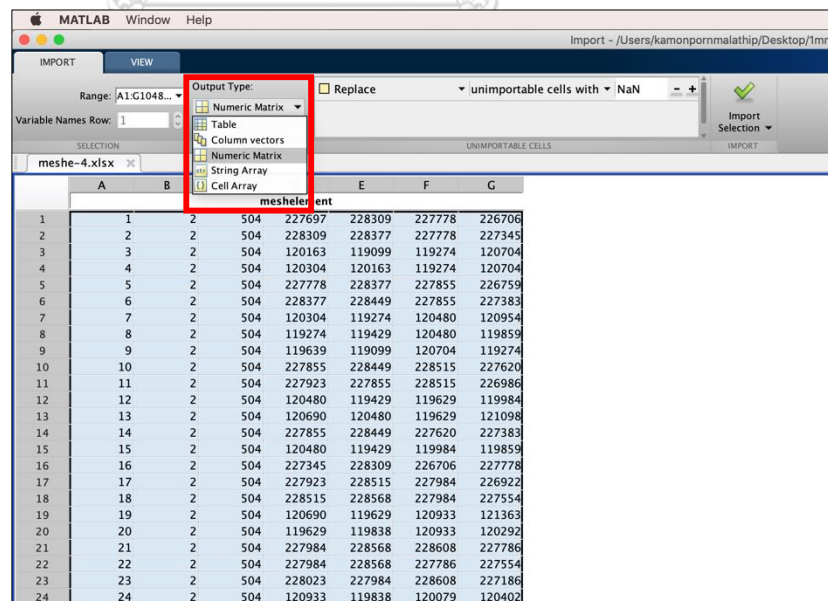 MATLAB Window Help
Import - /Users/kamonpornmalathip/Desktop/1mr
IMPORT VIEW
Range: A1:G1048...
Variable Names Row: 1
SELECTION
Output Type:
Numeric Matrix
Table
Column vectors
Numeric Matrix
String Array
Cell Array
Replace unimportable cells with NaN - +
UNIMPORTABLE CELLS
Import
Selection
IMPORT
meshe-4.xlsx
A B E F G
meshelement
1 1 2 504 227697 228309 227778 226706
2 2 2 504 228309 228377 227778 227345
3 3 2 504 120163 119099 119274 120704
4 4 2 504 120304 120163 119274 120704
5 5 2 504 227778 228377 227855 226759
6 6 2 504 228377 228449 227855 227383
7 7 2 504 120304 119274 120480 120954
8 8 2 504 119274 119429 120480 119859
9 9 2 504 119639 119099 120704 119274
10 10 2 504 227855 228449 228515 227620
11 11 2 504 227923 227855 228515 226986
12 12 2 504 120480 119429 119629 119984
13 13 2 504 120690 120480 119629 121098
14 14 2 504 227855 228449 227620 227383
15 15 2 504 120480 119429 119984 119859
16 16 2 504 227345 228309 226706 227778
17 17 2 504 227923 228515 227984 226922
18 18 2 504 228515 228568 227984 227554
19 19 2 504 120690 119629 120933 121363
20 20 2 504 119629 119838 120933 120292
21 21 2 504 227984 228568 228608 227786
22 22 2 504 227984 228568 227786 227554
23 23 2 504 228023 227984 228608 227186
24 24 2 504 120933 119838 120079 120402